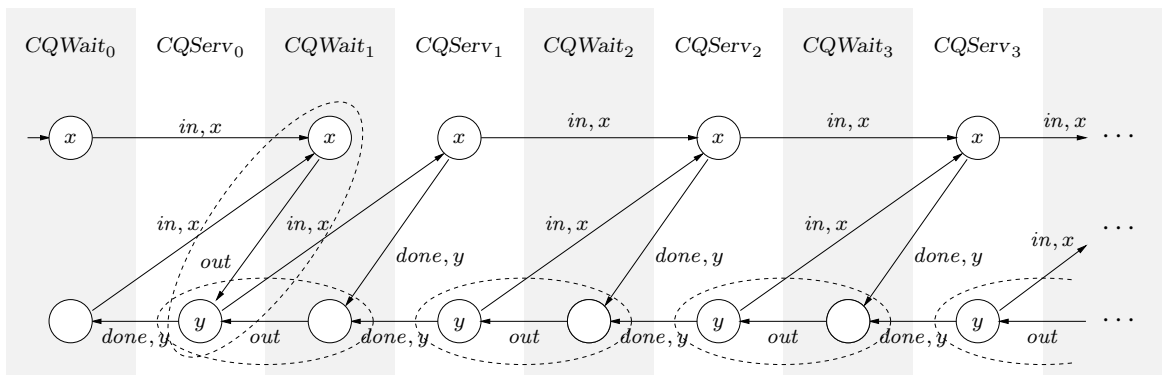 CQWait₀ CQServ₀ CQWait₁ CQServ₁ CQWait₂ CQServ₂ CQWait₃ CQServ₃
x in, x x x in, x x in, x x in, x ...
in, x in, x in, x in, x in, x ...
out done, y done, y done, y
y y y y ...
done, y out done, y out done, y out done, y out